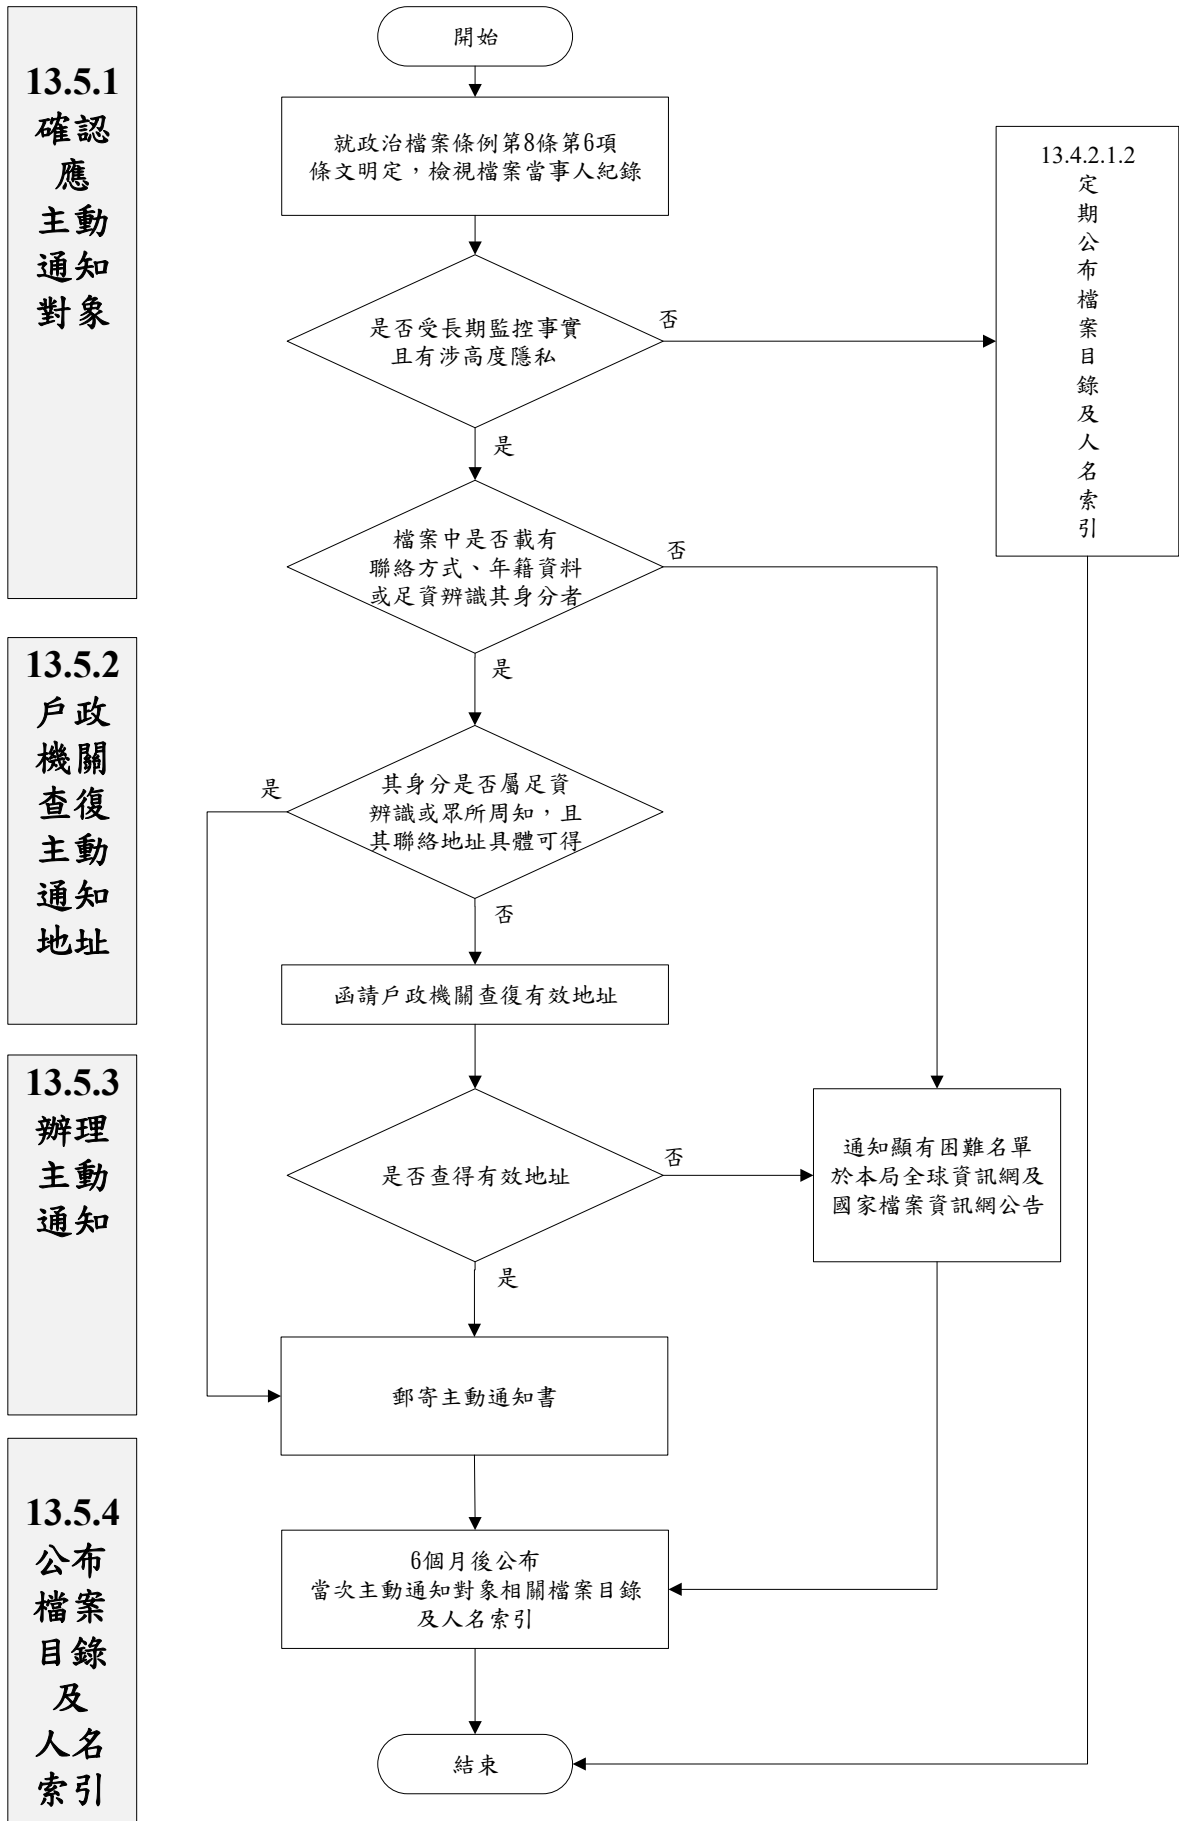 13.5.1
確認
應
主動
通知
對象
13.5.2
戶政
機關
查復
主動
通知
地址
13.5.3
辦理
主動
通知
13.5.4
公布
檔案
目錄
及
人名
索引
開始
就政治檔案條例第8條第6項
條文明定，檢視檔案當事人紀錄
是否受長期監控事實
且有涉高度隱私
否
是
13.4.2.1.2
定
期
公
布
檔
案
目
錄
及
人
名
索
引
檔案中是否載有
聯絡方式、年籍資料
或足資辨識其身分者
否
是
其身分是否屬足資
辨識或眾所周知，且
其聯絡地址具體可得
是
否
函請戶政機關查復有效地址
是否查得有效地址
否
是
通知顯有困難名單
於本局全球資訊網及
國家檔案資訊網公告
郵寄主動通知書
6個月後公布
當次主動通知對象相關檔案目錄
及人名索引
結束